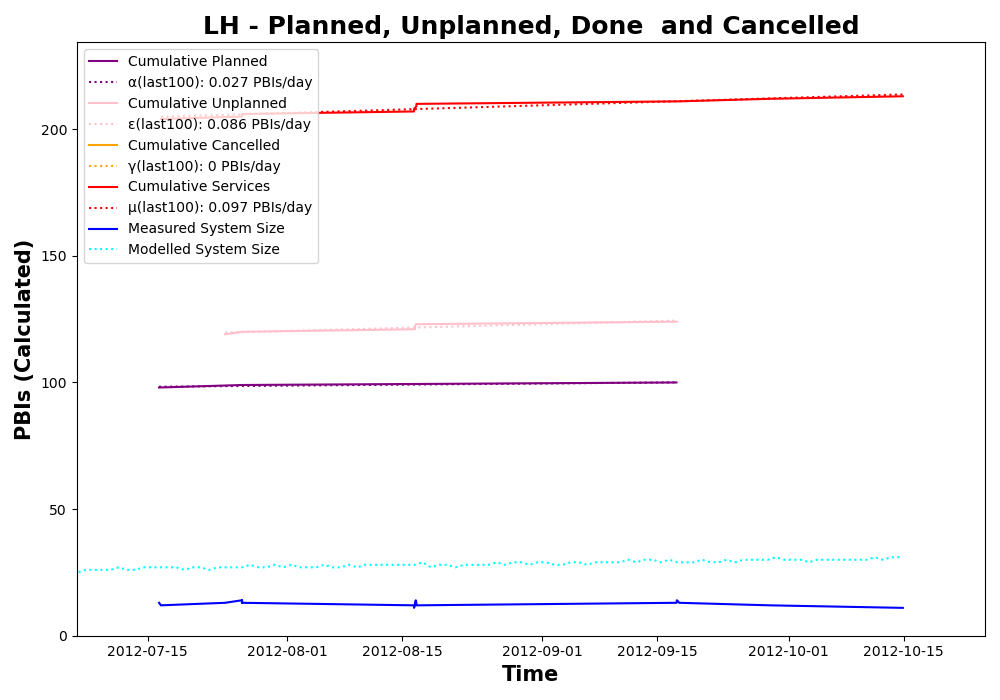 LH - Planned, Unplanned, Done  and Cancelled
Cumulative Planned
α(last100): 0.027 PBIs/day
Cumulative Unplanned
ε(last100): 0.086 PBIs/day
Cumulative Cancelled
γ(last100): 0 PBIs/day
Cumulative Services
μ(last100): 0.097 PBIs/day
Measured System Size
Modelled System Size
PBIs (Calculated)
200
150
100
50
0
2012-07-15
2012-08-01
2012-08-15
2012-09-01
2012-09-15
2012-10-01
2012-10-15
Time